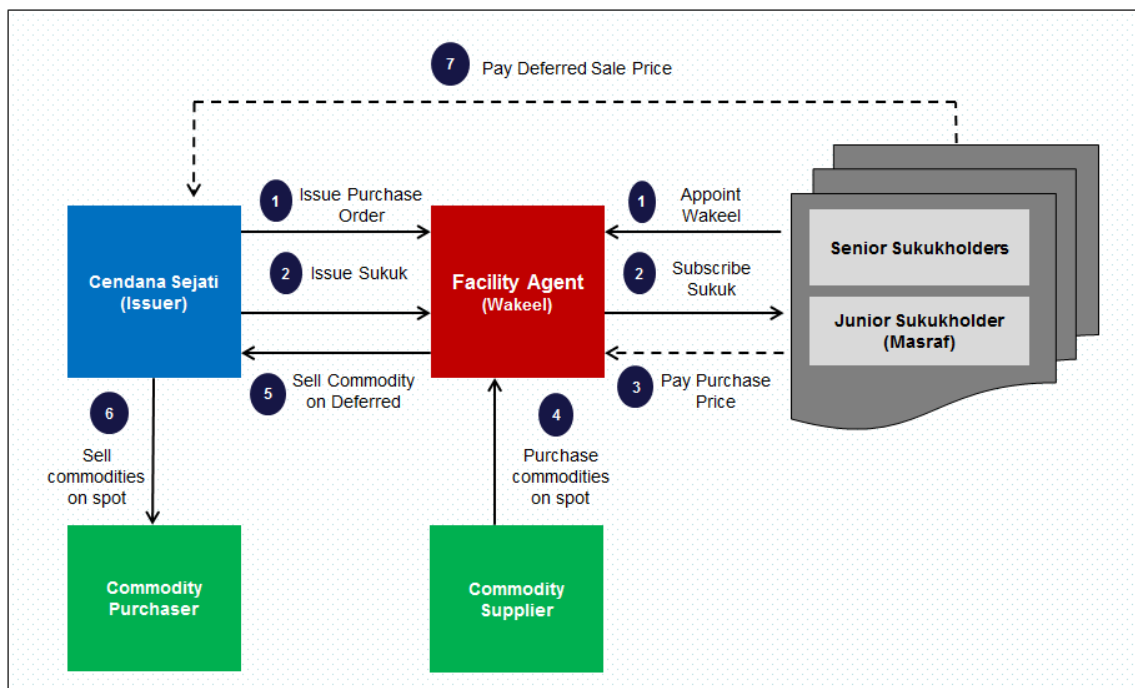 7 Pay Deferred Sale Price
1 Issue Purchase
Order
1 Appoint
Wakeel
2 Issue Sukuk
2 Subscribe
Sukuk
Cendana Sejati
(Issuer)
Facility Agent
(Wakeel)
Senior Sukukholders
Junior Sukukholder
(Masraf)
5 Sell Commodity
on Deferred
3 Pay Purchase
Price
6
Sell
commodities
on spot
4
Purchase
commodities
on spot
Commodity
Purchaser
Commodity
Supplier